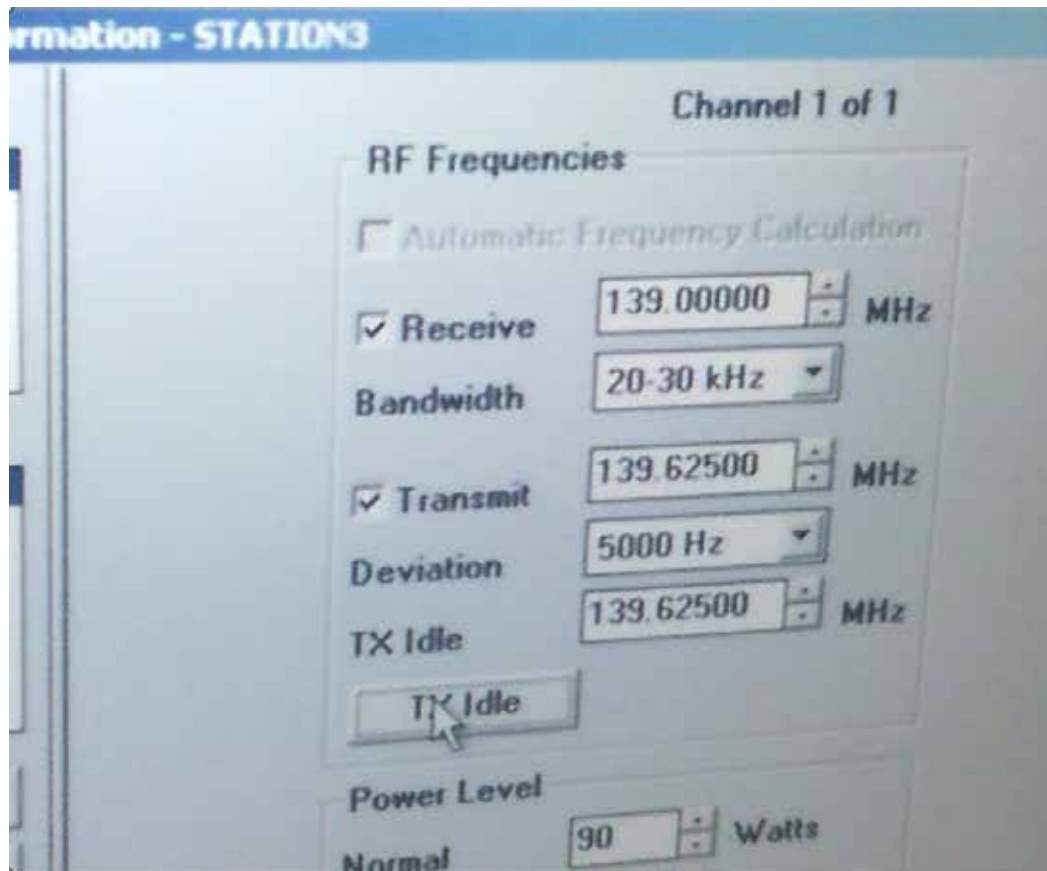 rmation - STATION3
Channel 1 of 1
RF Frequencies
Automatic Frequency Calculation
Receive 139.00000 MHz
Bandwidth 20-30 kHz
Transmit 139.62500 MHz
Deviation 5000 Hz
TX Idle 139.62500 MHz
TX Idle
Power Level
Normal 90 Watts